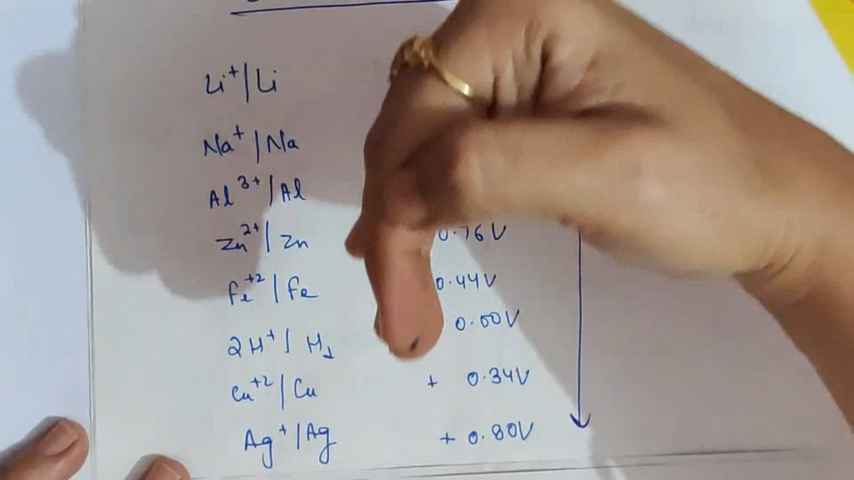 Li⁺/Li
Na⁺/Na
Al³⁺/Al
Zn²⁺/Zn 0.76V
Fe⁺²/Fe 0.44V
2H⁺/H₂ 0.00V
Cu⁺²/Cu + 0.34V
Ag⁺/Ag + 0.80V